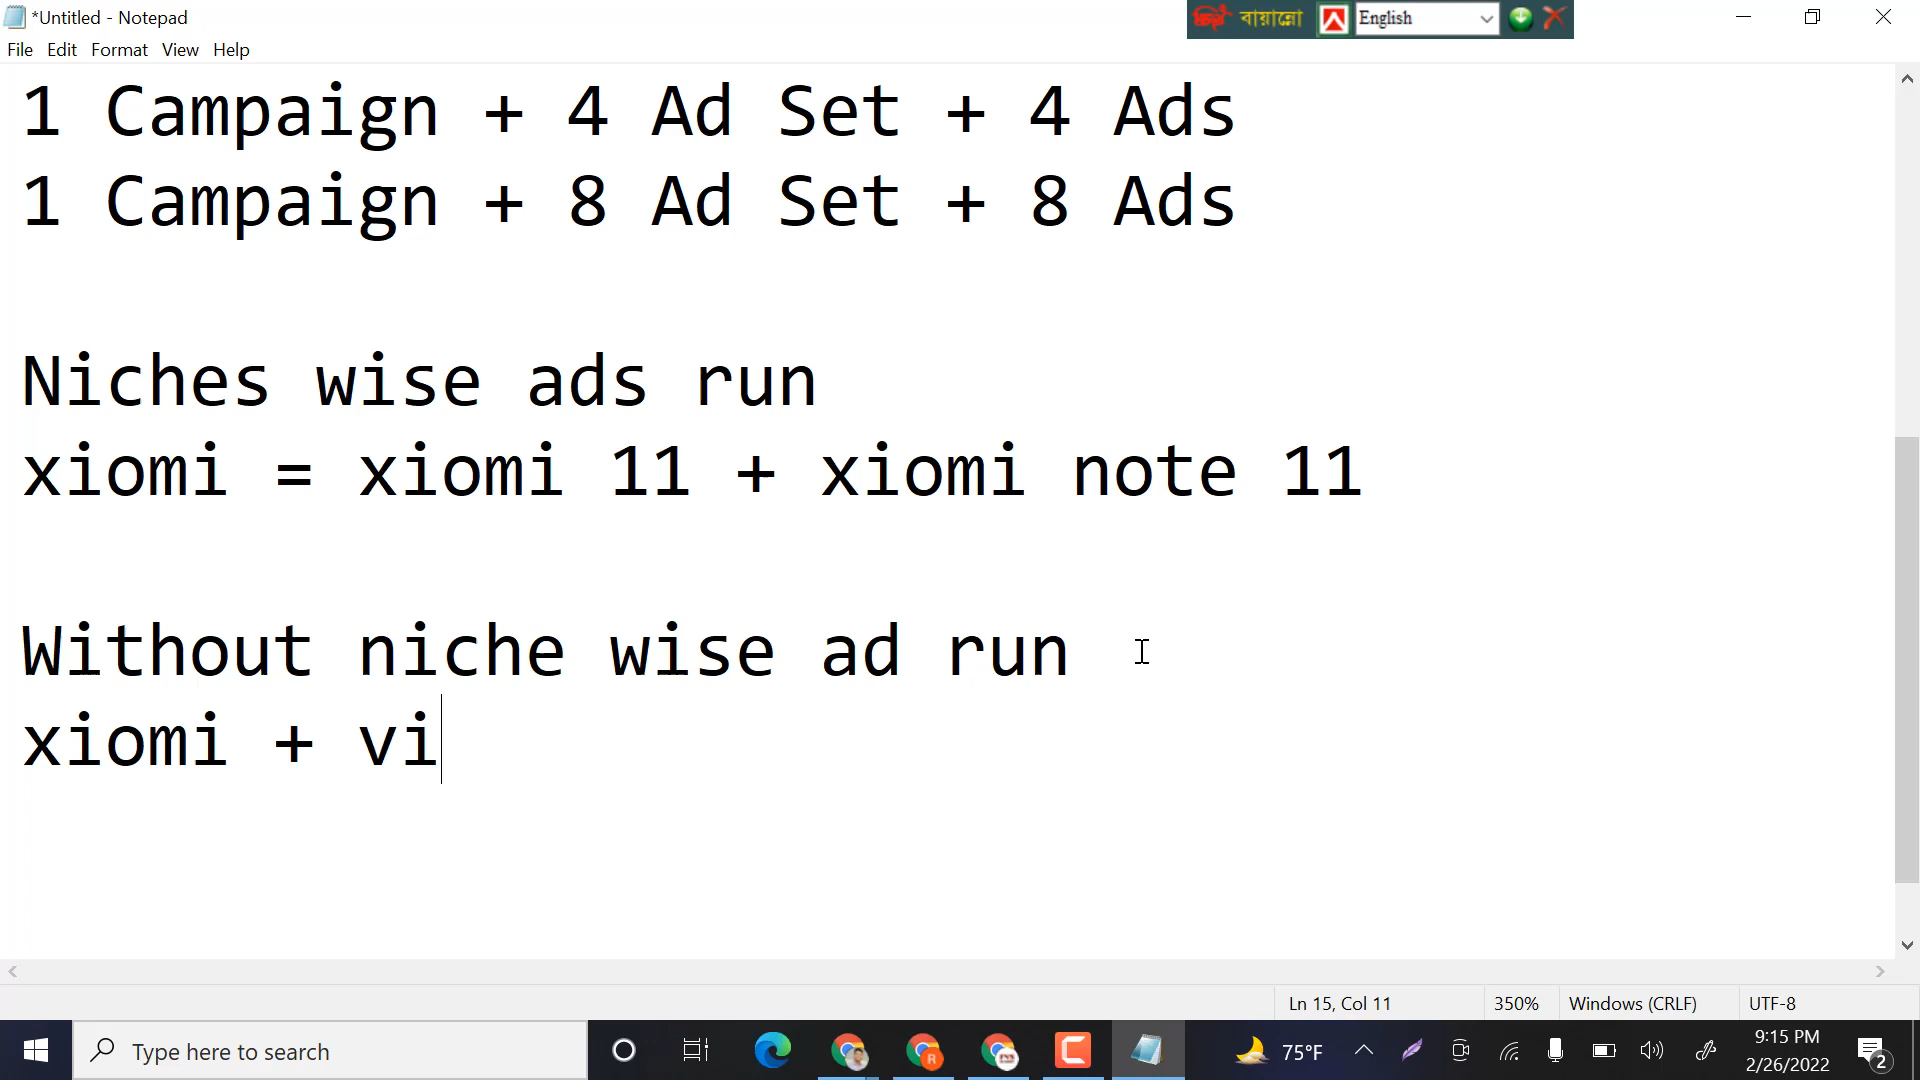 *Untitled - Notepad
বায়ান্নো
English
File Edit Format View Help
1 Campaign + 4 Ad Set + 4 Ads
1 Campaign + 8 Ad Set + 8 Ads
Niches wise ads run
xiomi = xiomi 11 + xiomi note 11
Without niche wise ad run
xiomi + vi
Ln 15, Col 11
350%
Windows (CRLF)
UTF-8
Type here to search
R
75°F
9:15 PM
2/26/2022
2